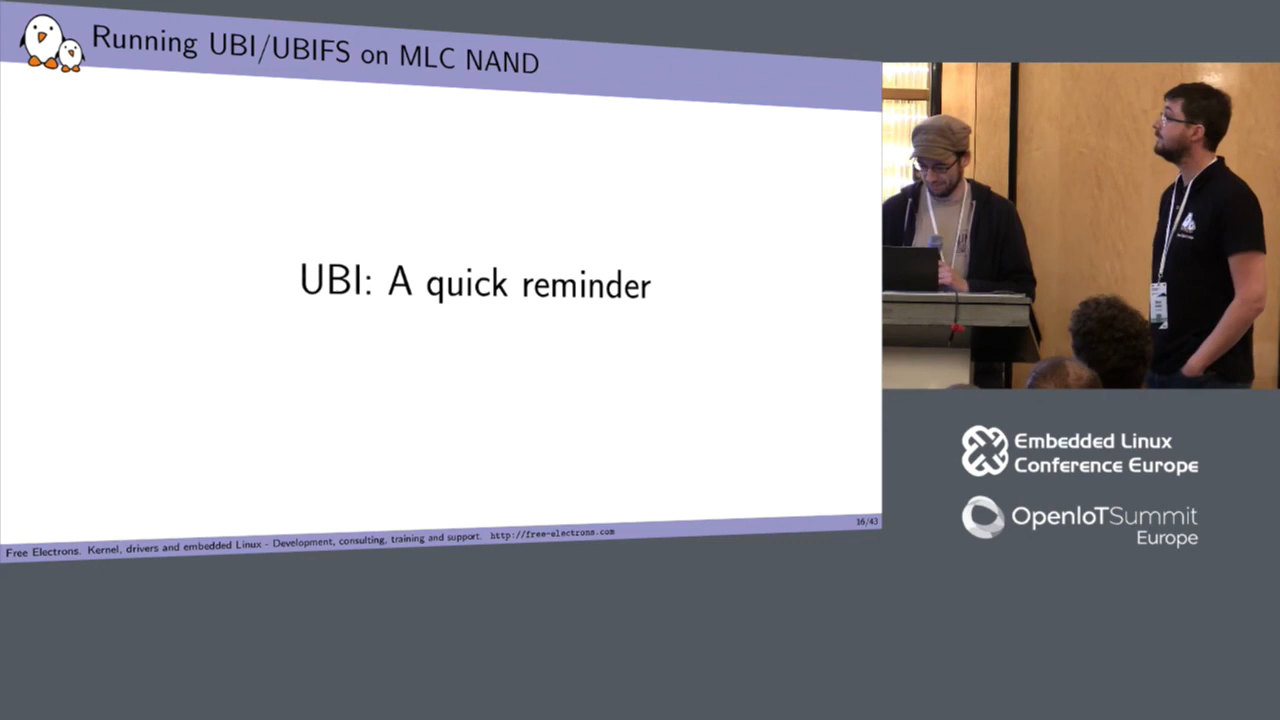 Running UBI/UBIFS on MLC NAND
UBI: A quick reminder
Free Electrons. Kernel, drivers and embedded Linux - Development, consulting, training and support. http://free-electrons.com
16/43
Embedded Linux
Conference Europe
OpenIoTSummit
Europe